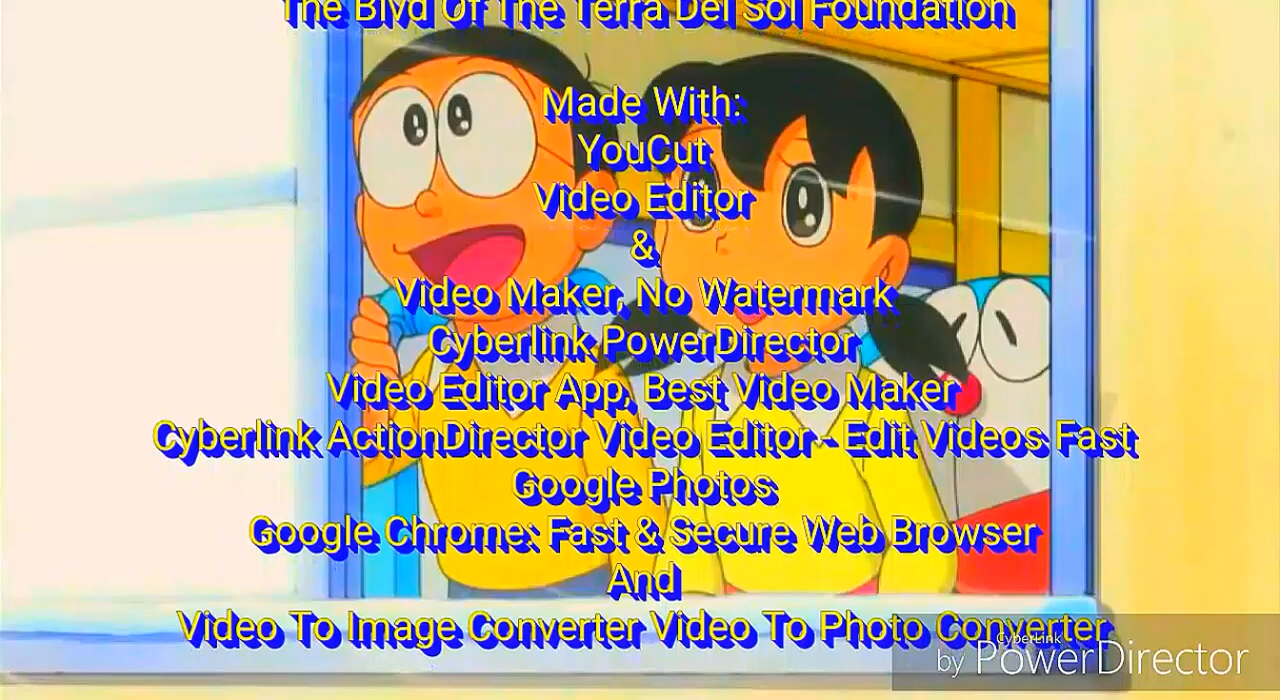 The Blvd Of The Terra Del Sol Foundation
Made With:
YouCut
Video Editor
&
Video Maker, No Watermark
Cyberlink PowerDirector
Video Editor App, Best Video Maker
Cyberlink ActionDirector Video Editor - Edit Videos Fast
Google Photos
Google Chrome: Fast & Secure Web Browser
And
Video To Image Converter Video To Photo Converter
CyberLink
by PowerDirector